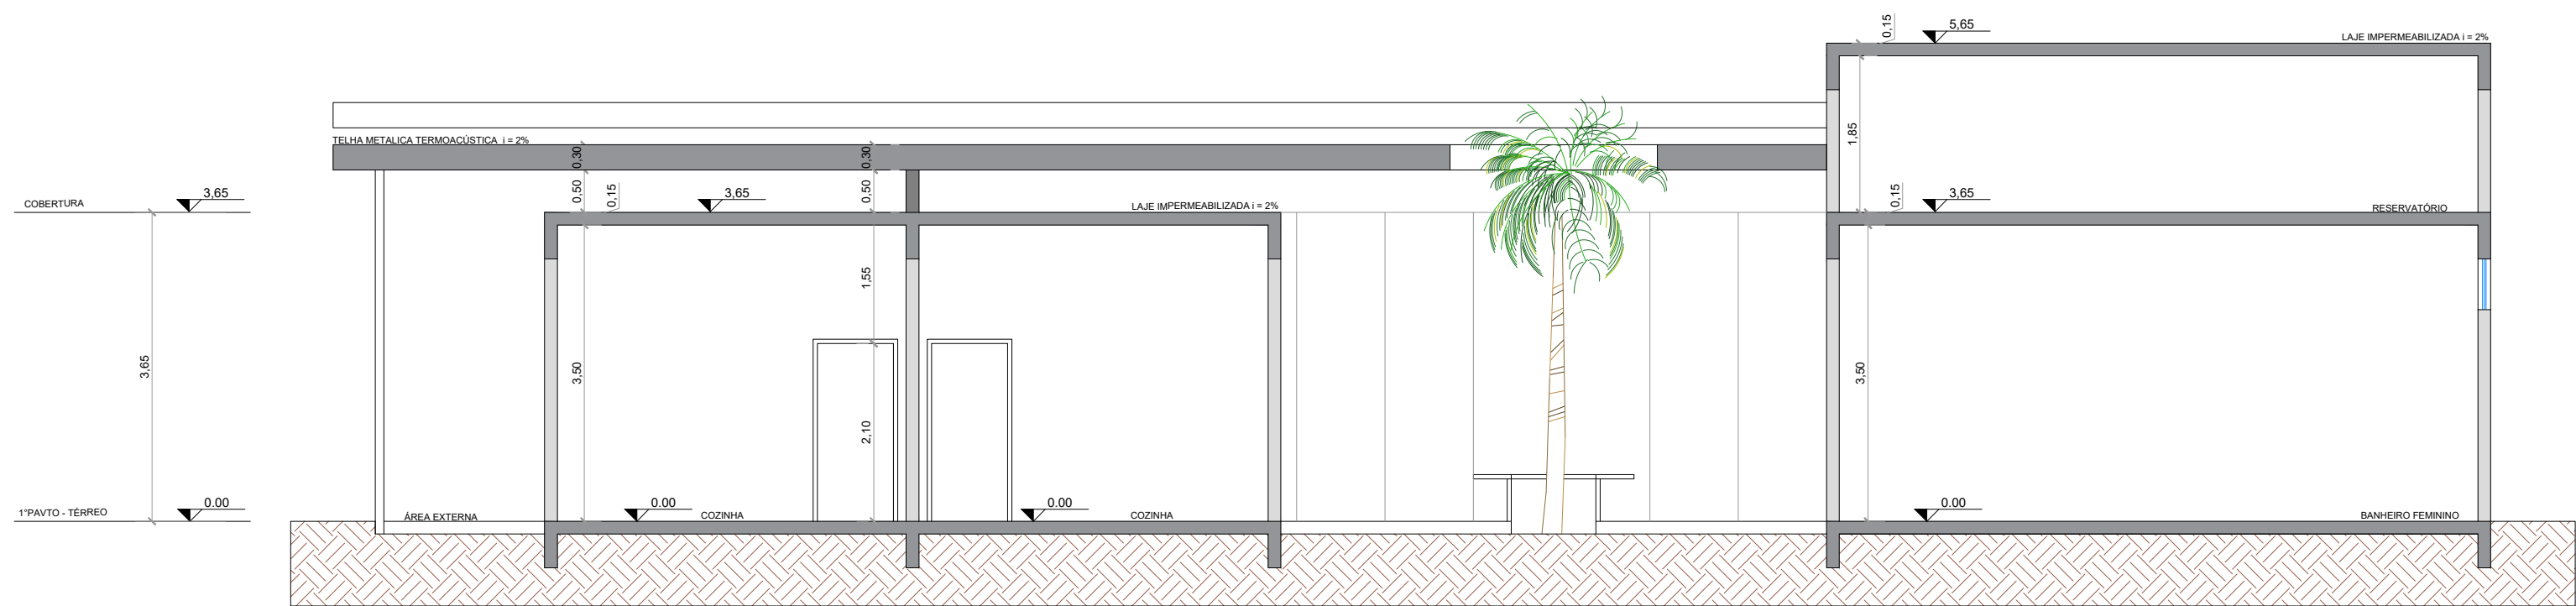 0,15
5,65
LAJE IMPERMEABILIZADA i = 2%
1,85
TELHA METALICA TERMOACÚSTICA i = 2%
0,30
0,30
0,50
0,15
0,50
3,65
3,65
COBERTURA
LAJE IMPERMEABILIZADA i = 2%
0,15
3,65
RESERVATÓRIO
1,55
3,65
3,50
3,50
2,10
0.00
1°PAVTO - TÉRREO
ÁREA EXTERNA
0.00
COZINHA
0.00
COZINHA
0.00
BANHEIRO FEMININO